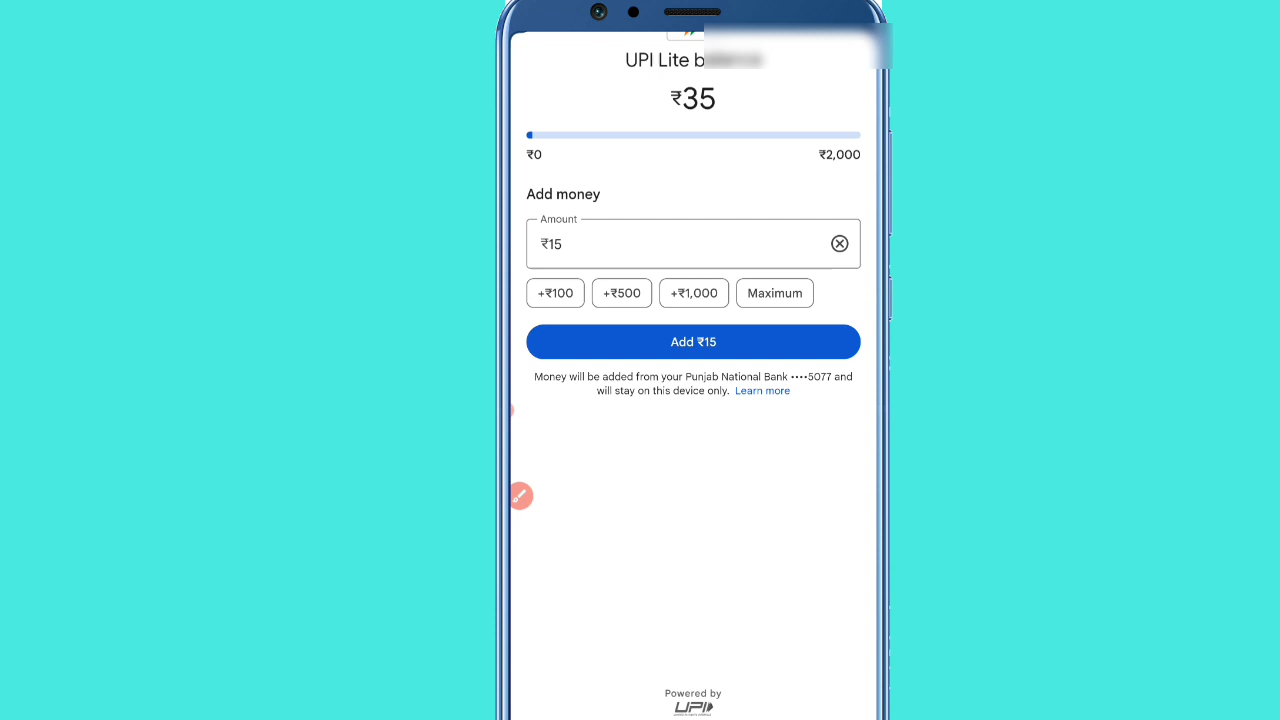 UPI Lite
₹35
₹0 ₹2,000
Add money
Amount
₹15
+₹100 +₹500 +₹1,000 Maximum
Add ₹15
Money will be added from your Punjab National Bank ••••5077 and
will stay on this device only. Learn more
Powered by
UPI